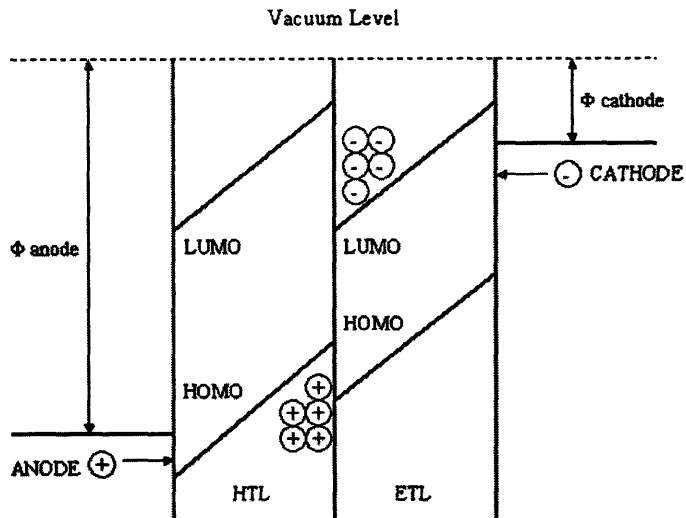 Vacuum Level
Φ cathode
- - 
- -
-
- CATHODE
Φ anode
LUMO
LUMO
HOMO
HOMO
+
+ +
+ +
ANODE +
HTL
ETL